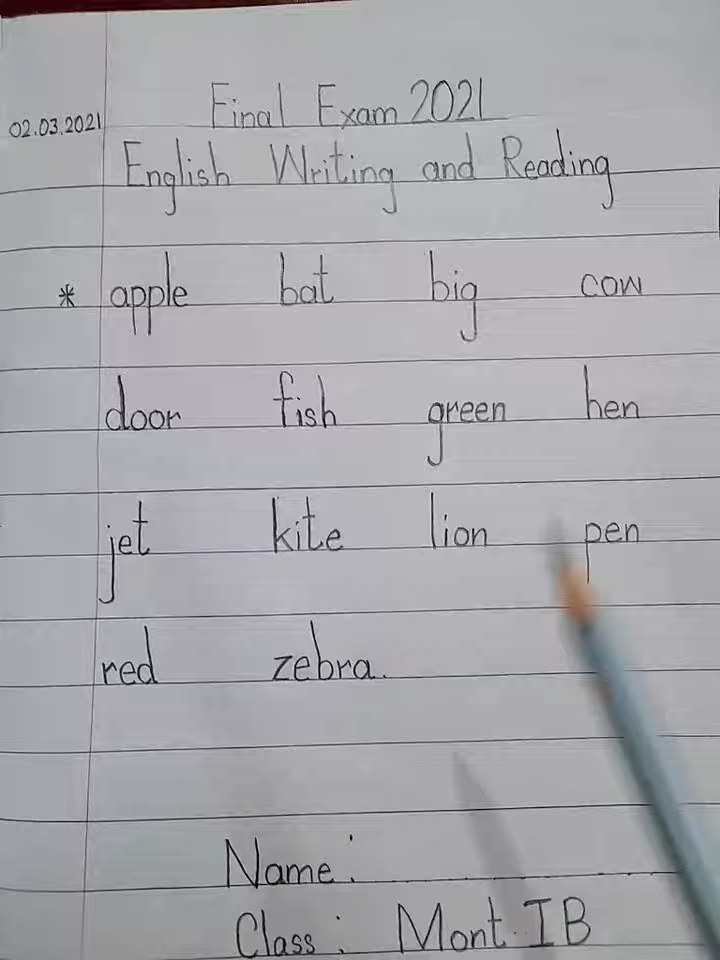 Final Exam 2021
02.03.2021
English Writing and Reading
* apple bat big cow
door fish green hen
jet kite lion pen
red zebra.
Name:
Class: Mont. IB